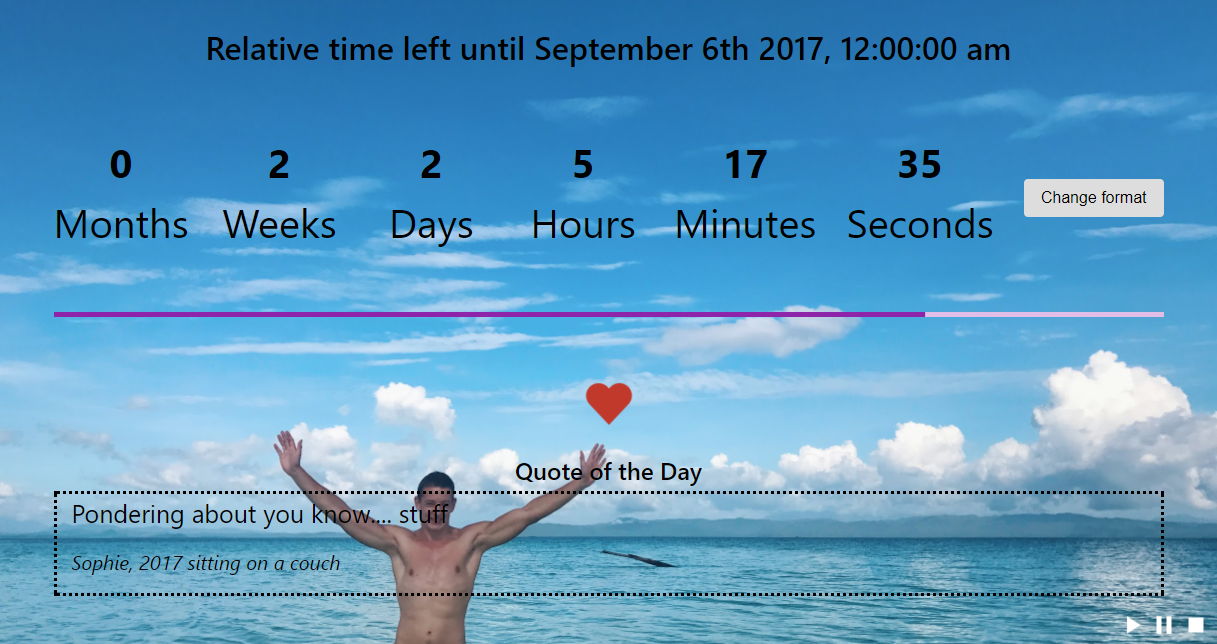 Relative time left until September 6th 2017, 12:00:00 am
0 2 2 5 17 35
Months Weeks Days Hours Minutes Seconds
Change format
Quote of the Day
Pondering about you know.... stuff
Sophie, 2017 sitting on a couch